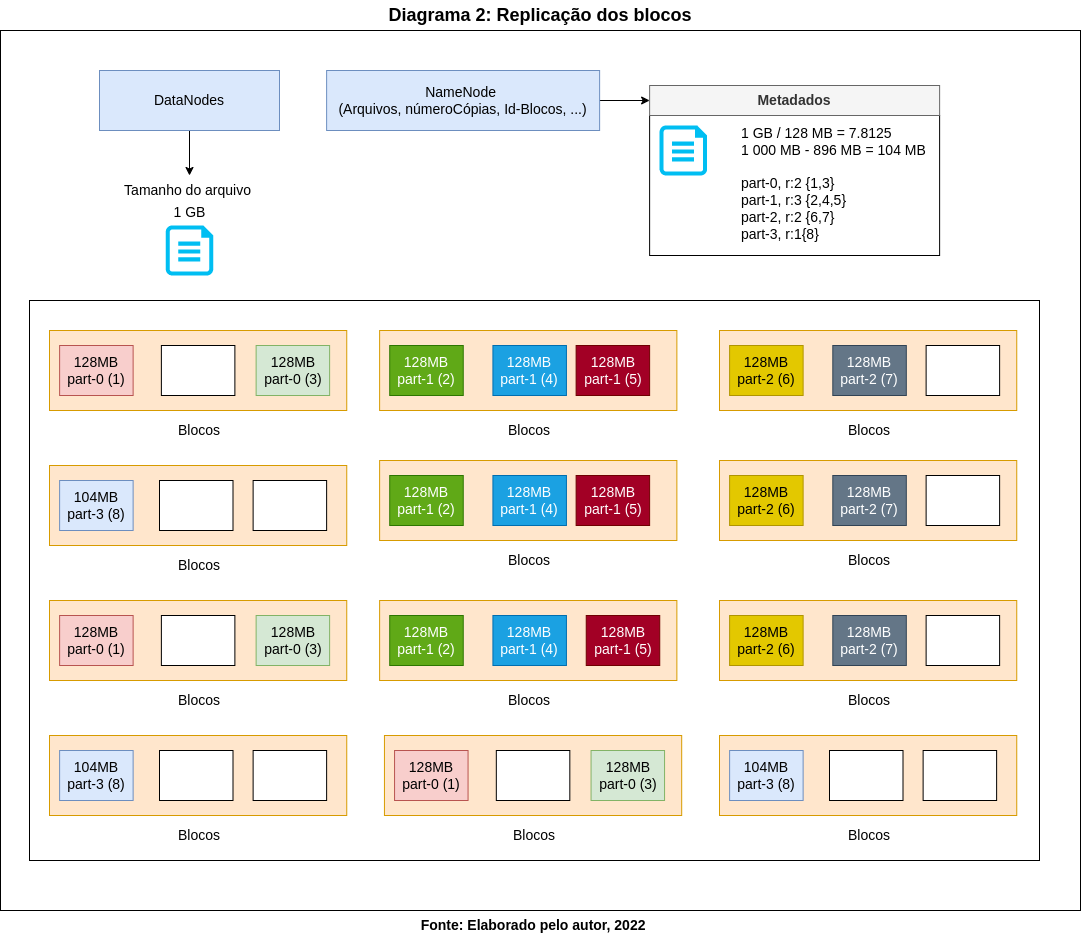 Diagrama 2: Replicação dos blocos
DataNodes
NameNode
(Arquivos, númeroCópias, Id-Blocos, ...)
Metadados
1 GB / 128 MB = 7.8125
1 000 MB - 896 MB = 104 MB
part-0, r:2 {1,3}
part-1, r:3 {2,4,5}
part-2, r:2 {6,7}
part-3, r:1{8}
Tamanho do arquivo
1 GB
128MB
part-0 (1)
128MB
part-0 (3)
Blocos
128MB
part-1 (2)
128MB
part-1 (4)
128MB
part-1 (5)
Blocos
128MB
part-2 (6)
128MB
part-2 (7)
Blocos
104MB
part-3 (8)
Blocos
128MB
part-1 (2)
128MB
part-1 (4)
128MB
part-1 (5)
Blocos
128MB
part-2 (6)
128MB
part-2 (7)
Blocos
128MB
part-0 (1)
128MB
part-0 (3)
Blocos
128MB
part-1 (2)
128MB
part-1 (4)
128MB
part-1 (5)
Blocos
128MB
part-2 (6)
128MB
part-2 (7)
Blocos
104MB
part-3 (8)
Blocos
128MB
part-0 (1)
128MB
part-0 (3)
Blocos
104MB
part-3 (8)
Blocos
Fonte: Elaborado pelo autor, 2022